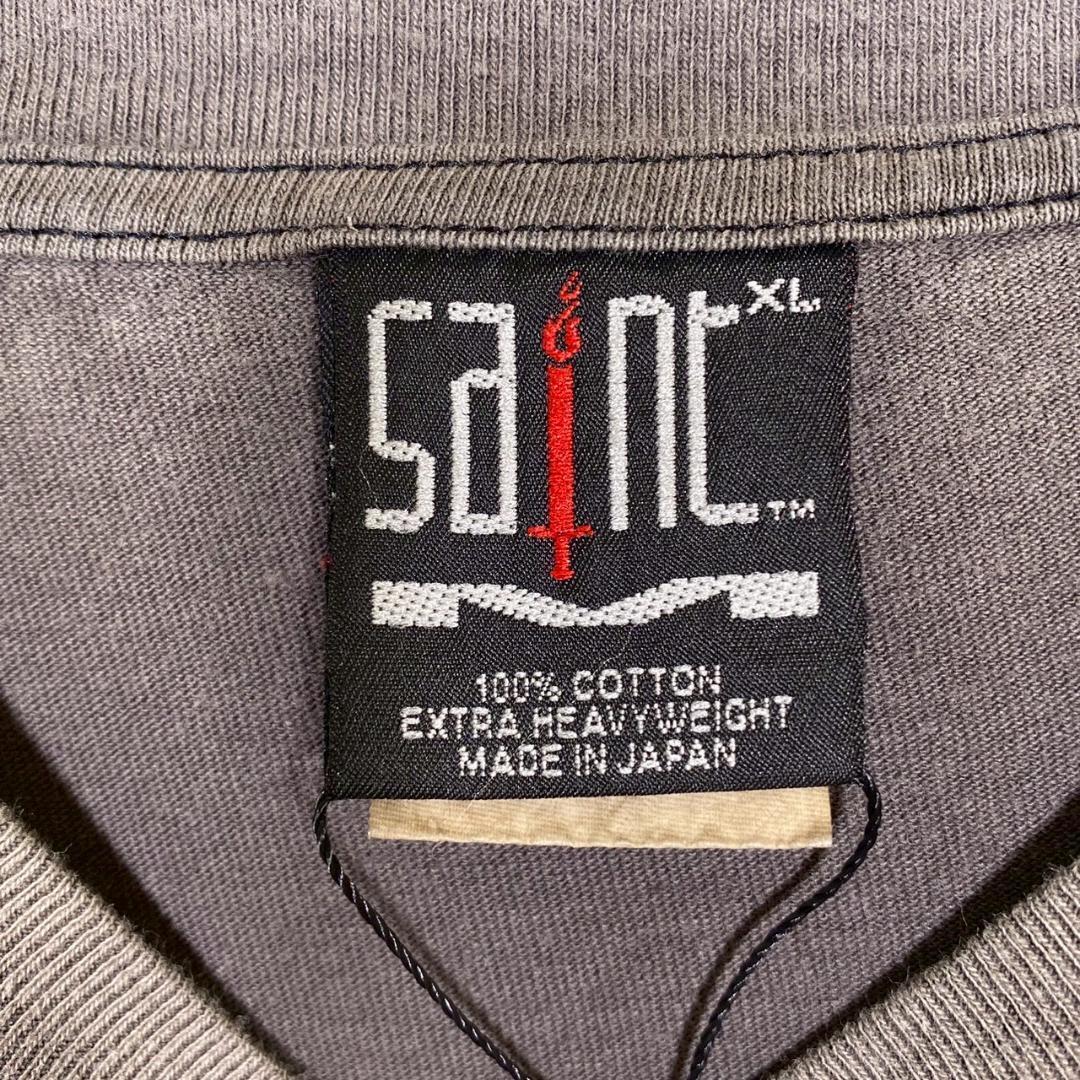 saint XL
™
M
100% COTTON
EXTRA HEAVYWEIGHT
MADE IN JAPAN